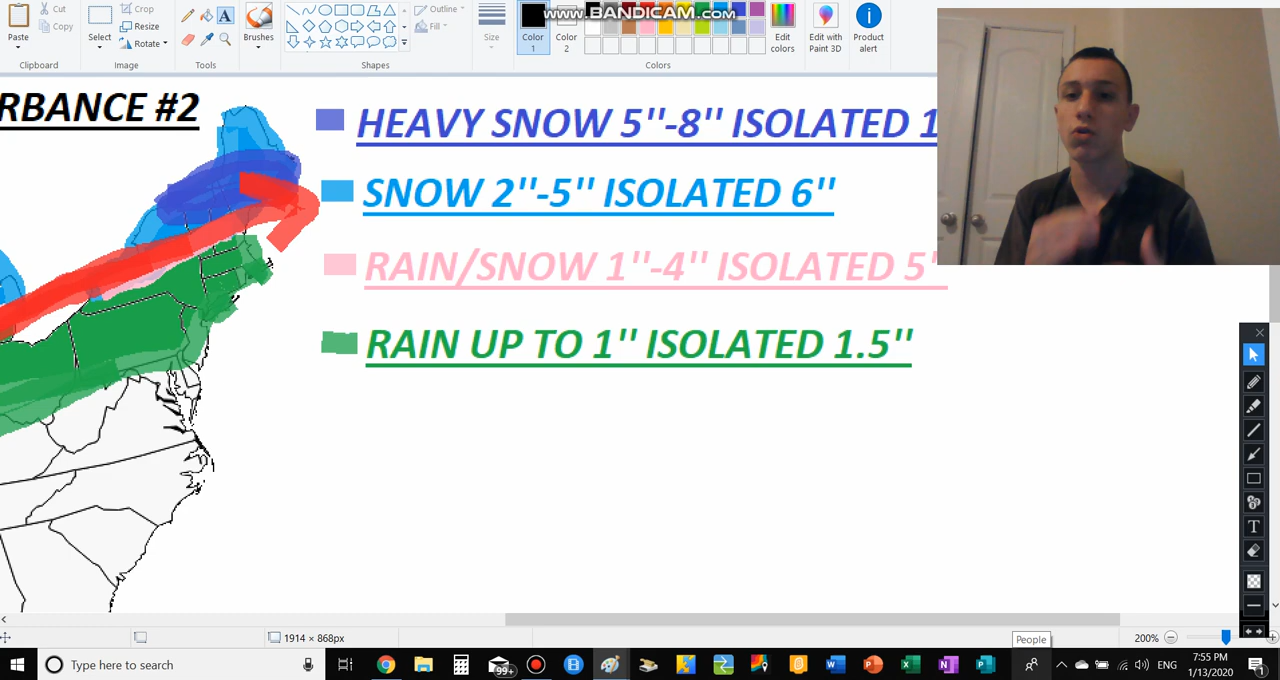 www.BANDICAM.com
Paste
Cut
Copy
Clipboard
Select
Crop
Resize
Rotate
Image
Tools
Brushes
Shapes
Outline
Fill
Size
Color 1
Color 2
Colors
Edit colors
Edit with Paint 3D
Product alert
RBANCE #2
HEAVY SNOW 5''-8'' ISOLATED 1
SNOW 2''-5'' ISOLATED 6''
RAIN/SNOW 1''-4'' ISOLATED 5'
RAIN UP TO 1'' ISOLATED 1.5''
1914 × 868px
People
200%
Type here to search
99+
ENG
7:55 PM
1/13/2020